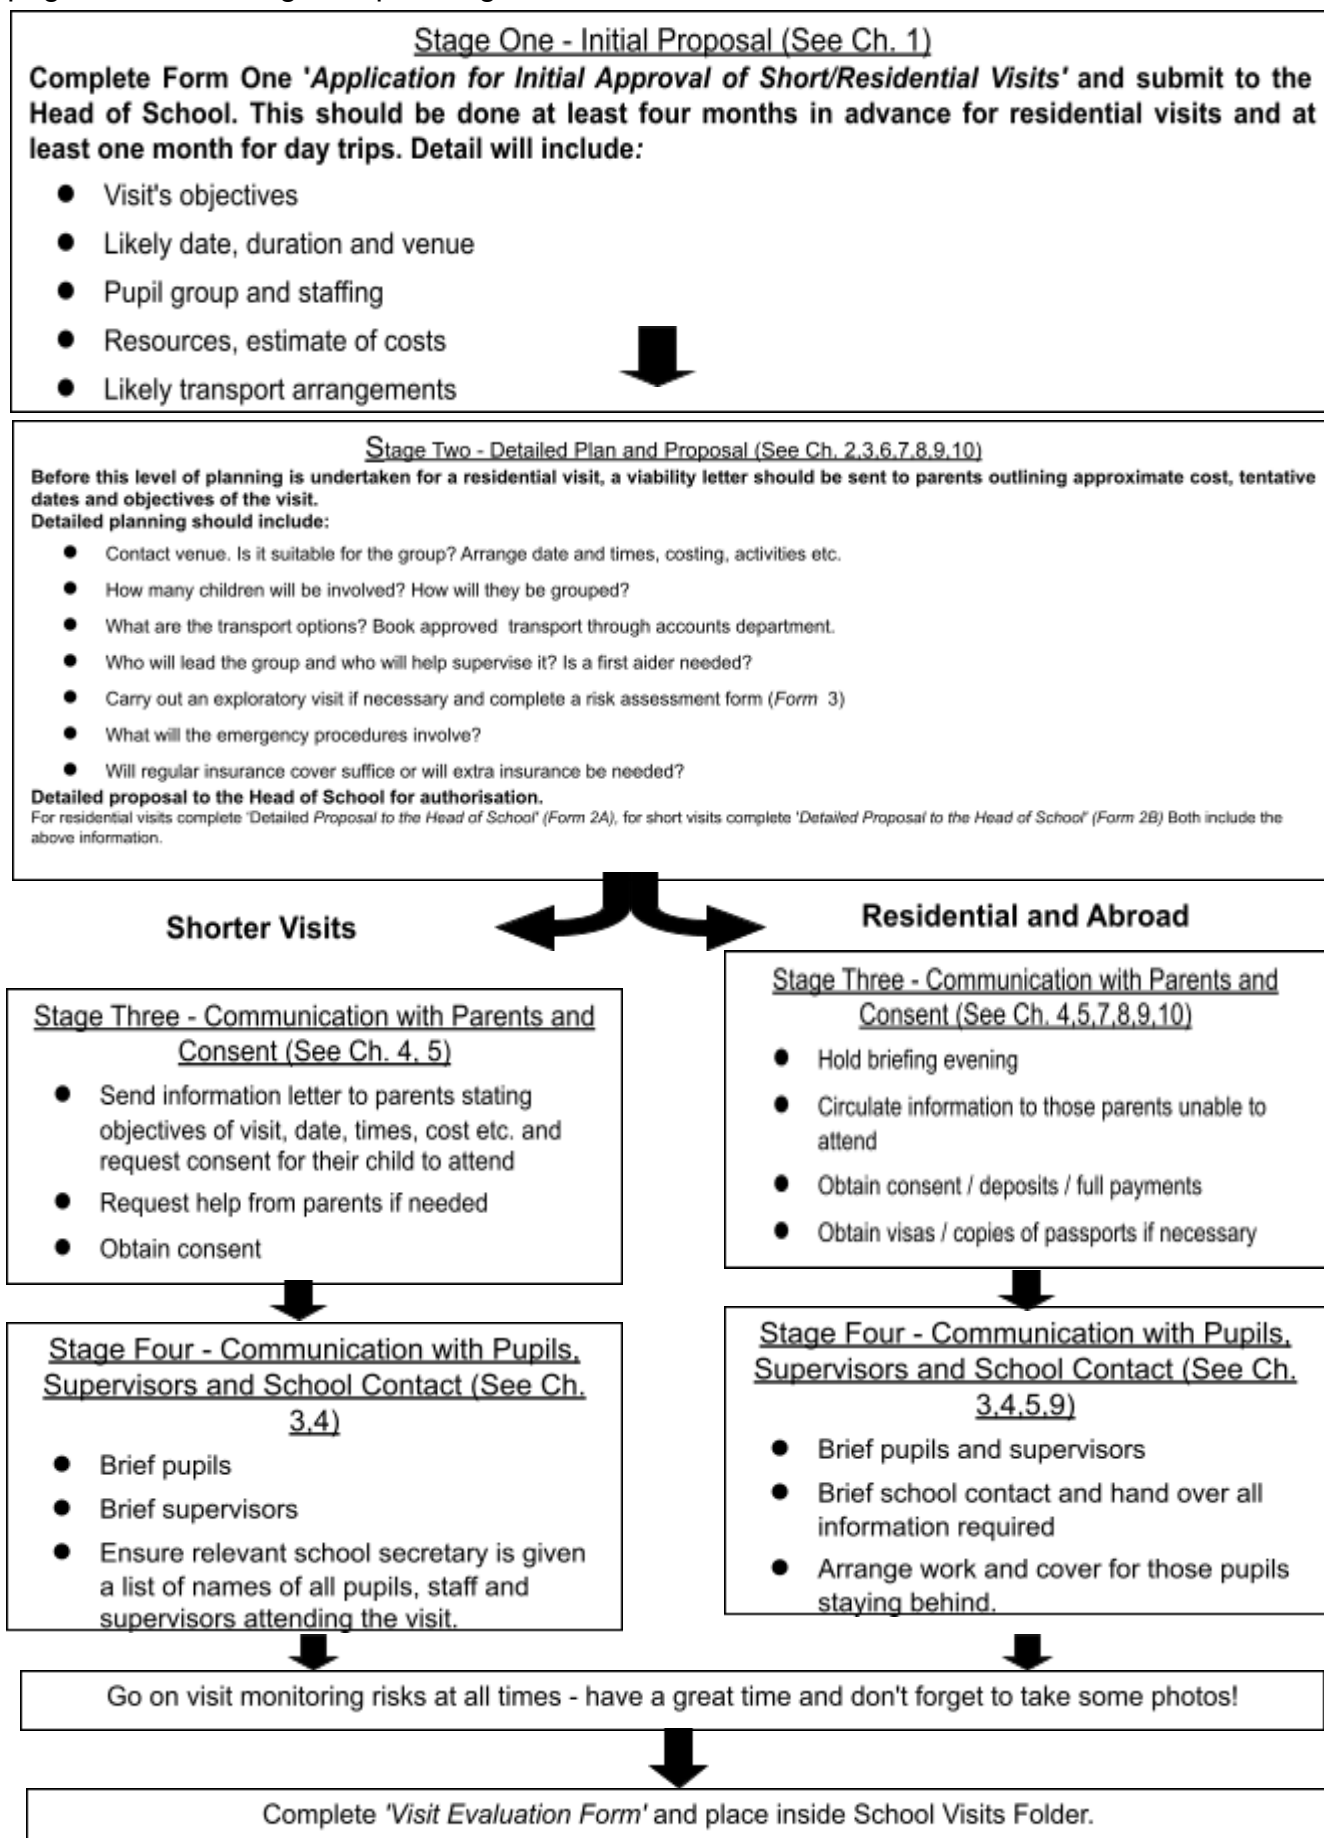 Stage One - Initial Proposal (See Ch. 1)
Complete Form One 'Application for Initial Approval of Short/Residential Visits' and submit to the
Head of School. This should be done at least four months in advance for residential visits and at
least one month for day trips. Detail will include:
● Visit's objectives
● Likely date, duration and venue
● Pupil group and staffing
● Resources, estimate of costs
● Likely transport arrangements
Stage Two - Detailed Plan and Proposal (See Ch. 2,3,6,7,8,9,10)
Before this level of planning is undertaken for a residential visit, a viability letter should be sent to parents outlining approximate cost, tentative
dates and objectives of the visit.
Detailed planning should include:
● Contact venue. Is it suitable for the group? Arrange date and times, costing, activities etc.
● How many children will be involved? How will they be grouped?
● What are the transport options? Book approved transport through accounts department.
● Who will lead the group and who will help supervise it? Is a first aider needed?
● Carry out an exploratory visit if necessary and complete a risk assessment form (Form 3)
● What will the emergency procedures involve?
● Will regular insurance cover suffice or will extra insurance be needed?
Detailed proposal to the Head of School for authorisation.
For residential visits complete 'Detailed Proposal to the Head of School' (Form 2A), for short visits complete 'Detailed Proposal to the Head of School' (Form 2B) Both include the
above information.
Shorter Visits
Stage Three - Communication with Parents and
Consent (See Ch. 4, 5)
● Send information letter to parents stating
objectives of visit, date, times, cost etc. and
request consent for their child to attend
● Request help from parents if needed
● Obtain consent
Stage Four - Communication with Pupils,
Supervisors and School Contact (See Ch.
3,4)
● Brief pupils
● Brief supervisors
● Ensure relevant school secretary is given
a list of names of all pupils, staff and
supervisors attending the visit.
Residential and Abroad
Stage Three - Communication with Parents and
Consent (See Ch. 4,5,7,8,9,10)
● Hold briefing evening
● Circulate information to those parents unable to
attend
● Obtain consent / deposits / full payments
● Obtain visas / copies of passports if necessary
Stage Four - Communication with Pupils,
Supervisors and School Contact (See Ch.
3,4,5,9)
● Brief pupils and supervisors
● Brief school contact and hand over all
information required
● Arrange work and cover for those pupils
staying behind.
Go on visit monitoring risks at all times - have a great time and don't forget to take some photos!
Complete 'Visit Evaluation Form' and place inside School Visits Folder.